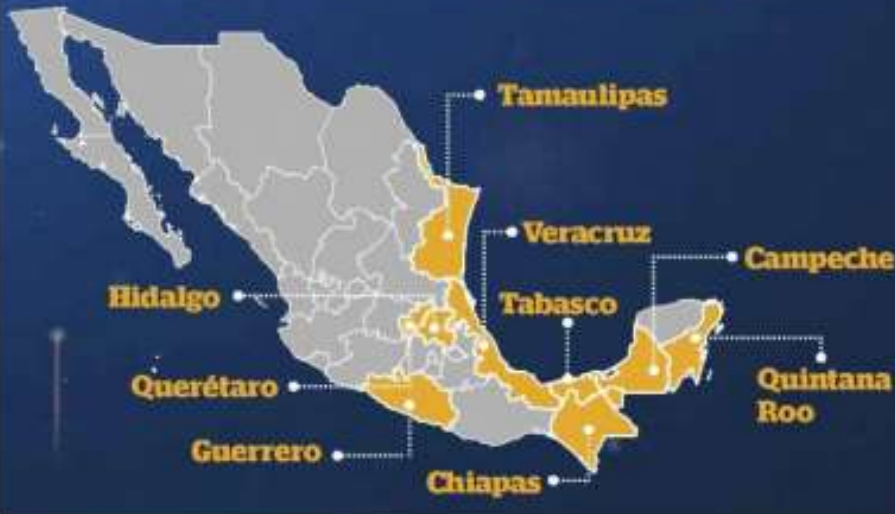 Tamaulipas
Veracruz
Campeche
Hidalgo
Tabasco
Querétaro
Quintana
Roo
Guerrero
Chiapas